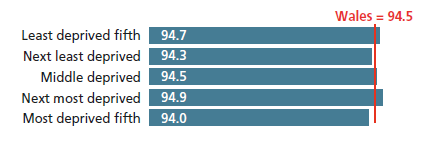 Wales = 94.5
Least deprived fifth 94.7
Next least deprived 94.3
Middle deprived 94.5
Next most deprived 94.9
Most deprived fifth 94.0